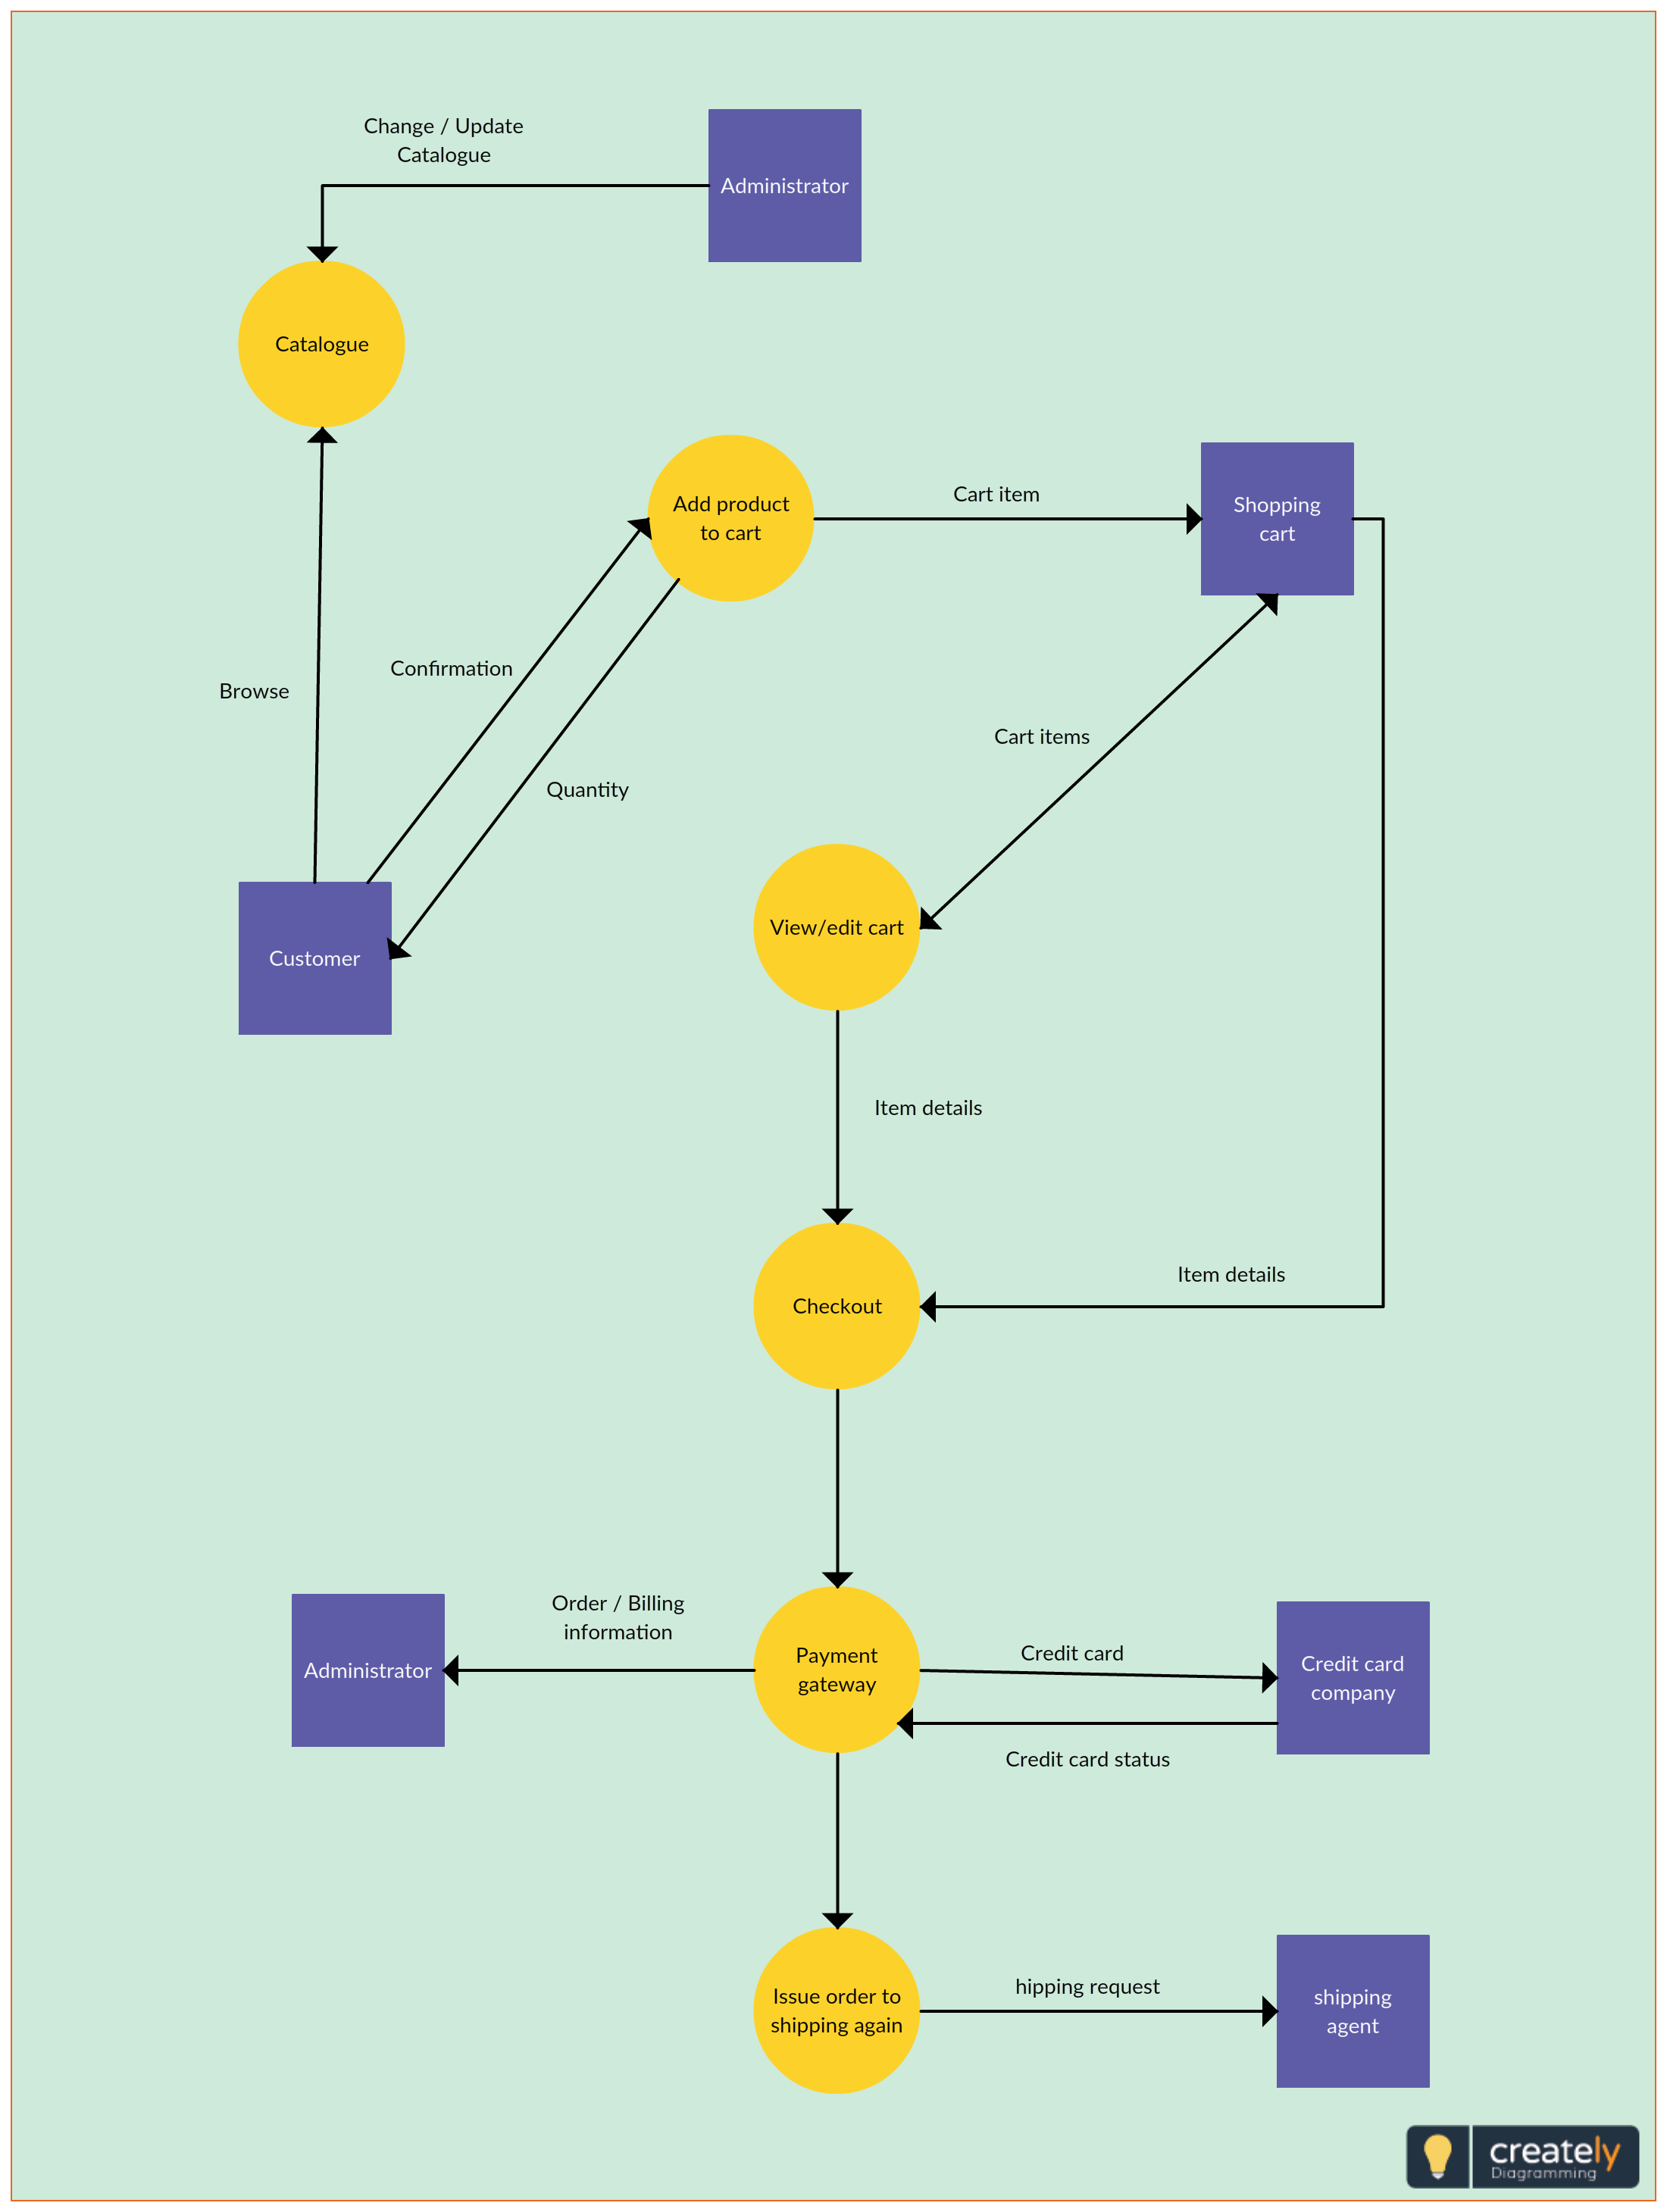 Change / Update
Catalogue
Administrator
Catalogue
Add product
to cart
Cart item
Shopping
cart
Confirmation
Browse
Cart items
Quantity
View/edit cart
Customer
Item details
Item details
Checkout
Order / Billing
information
Administrator
Payment
gateway
Credit card
Credit card
company
Credit card status
Issue order to
shipping again
hipping request
shipping
agent
creately
Diagramming